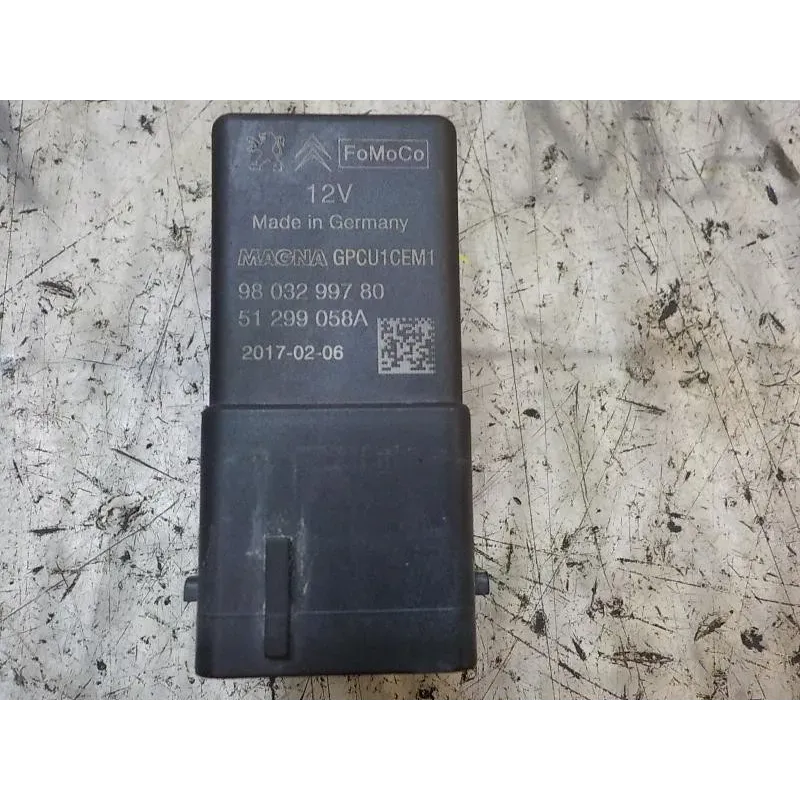 FoMoCo
12V
Made in Germany
MAGNA GPCU1CEM1
98 032 997 80
51 299 058A
2017-02-06